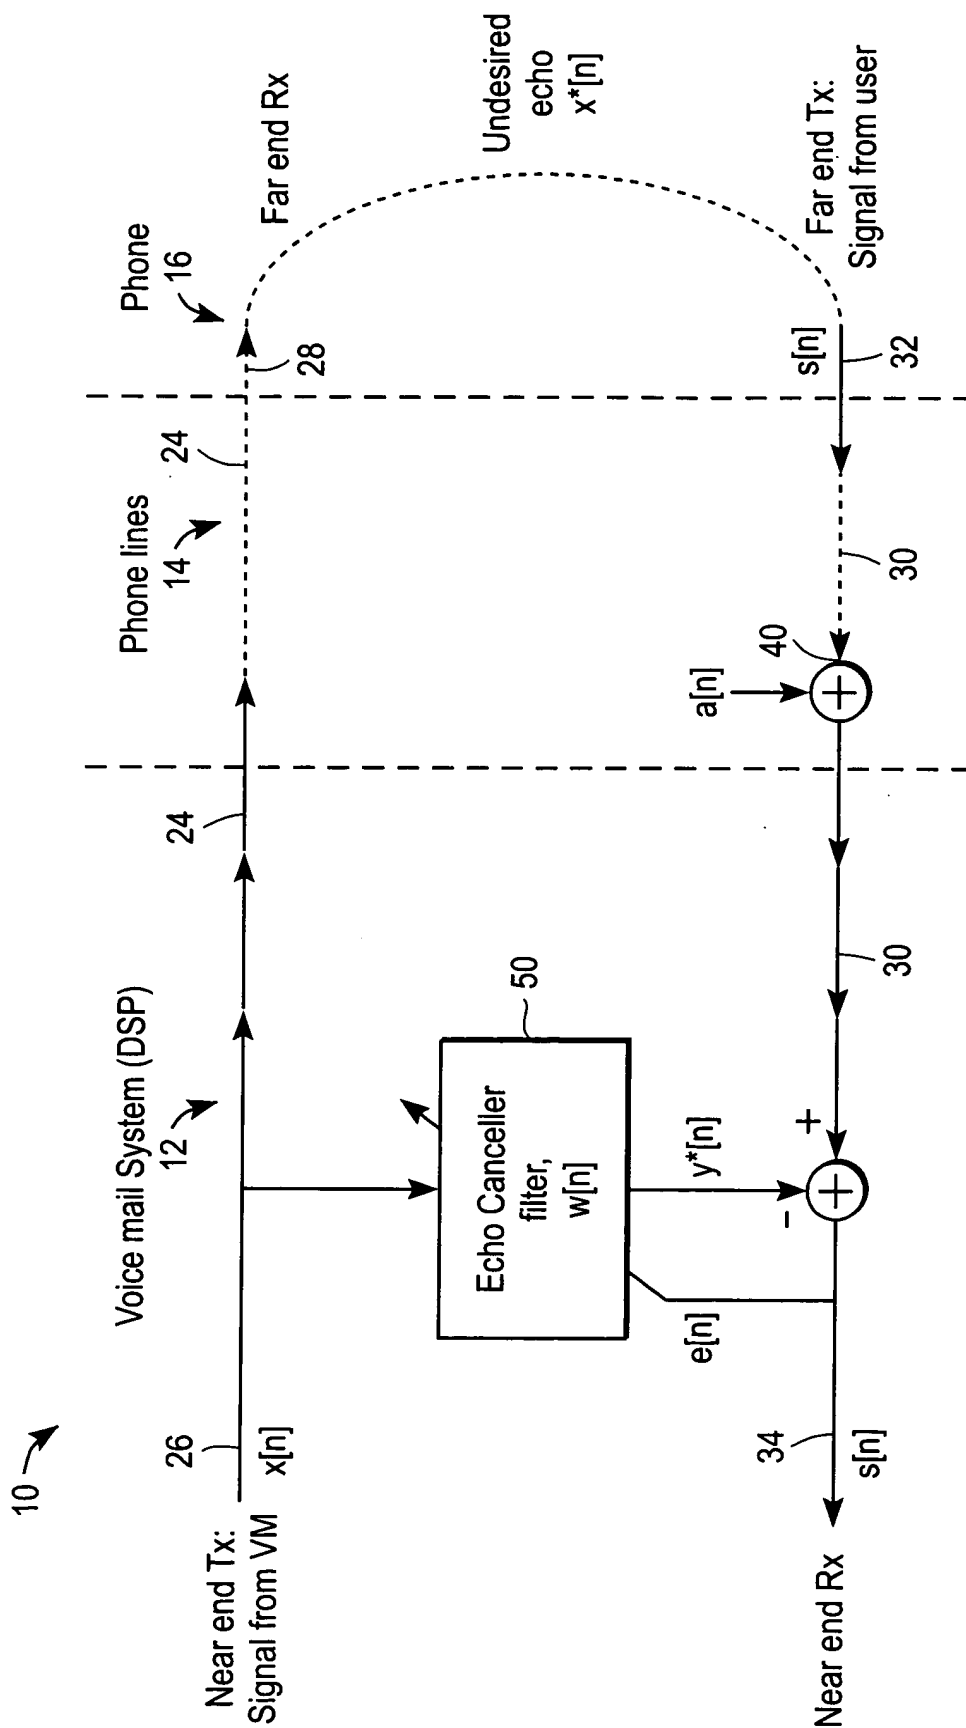 10
Voice mail System (DSP)
12
Phone lines
14
Phone
16
Near end Tx:
Signal from VM
26
x[n]
24
24
28
Far end Rx
Undesired
echo
x*[n]
Echo Canceller
filter,
w[n]
50
y*[n]
e[n]
-
+
+
a[n]
+
40
30
30
s[n]
32
Far end Tx:
Signal from user
34
s[n]
Near end Rx